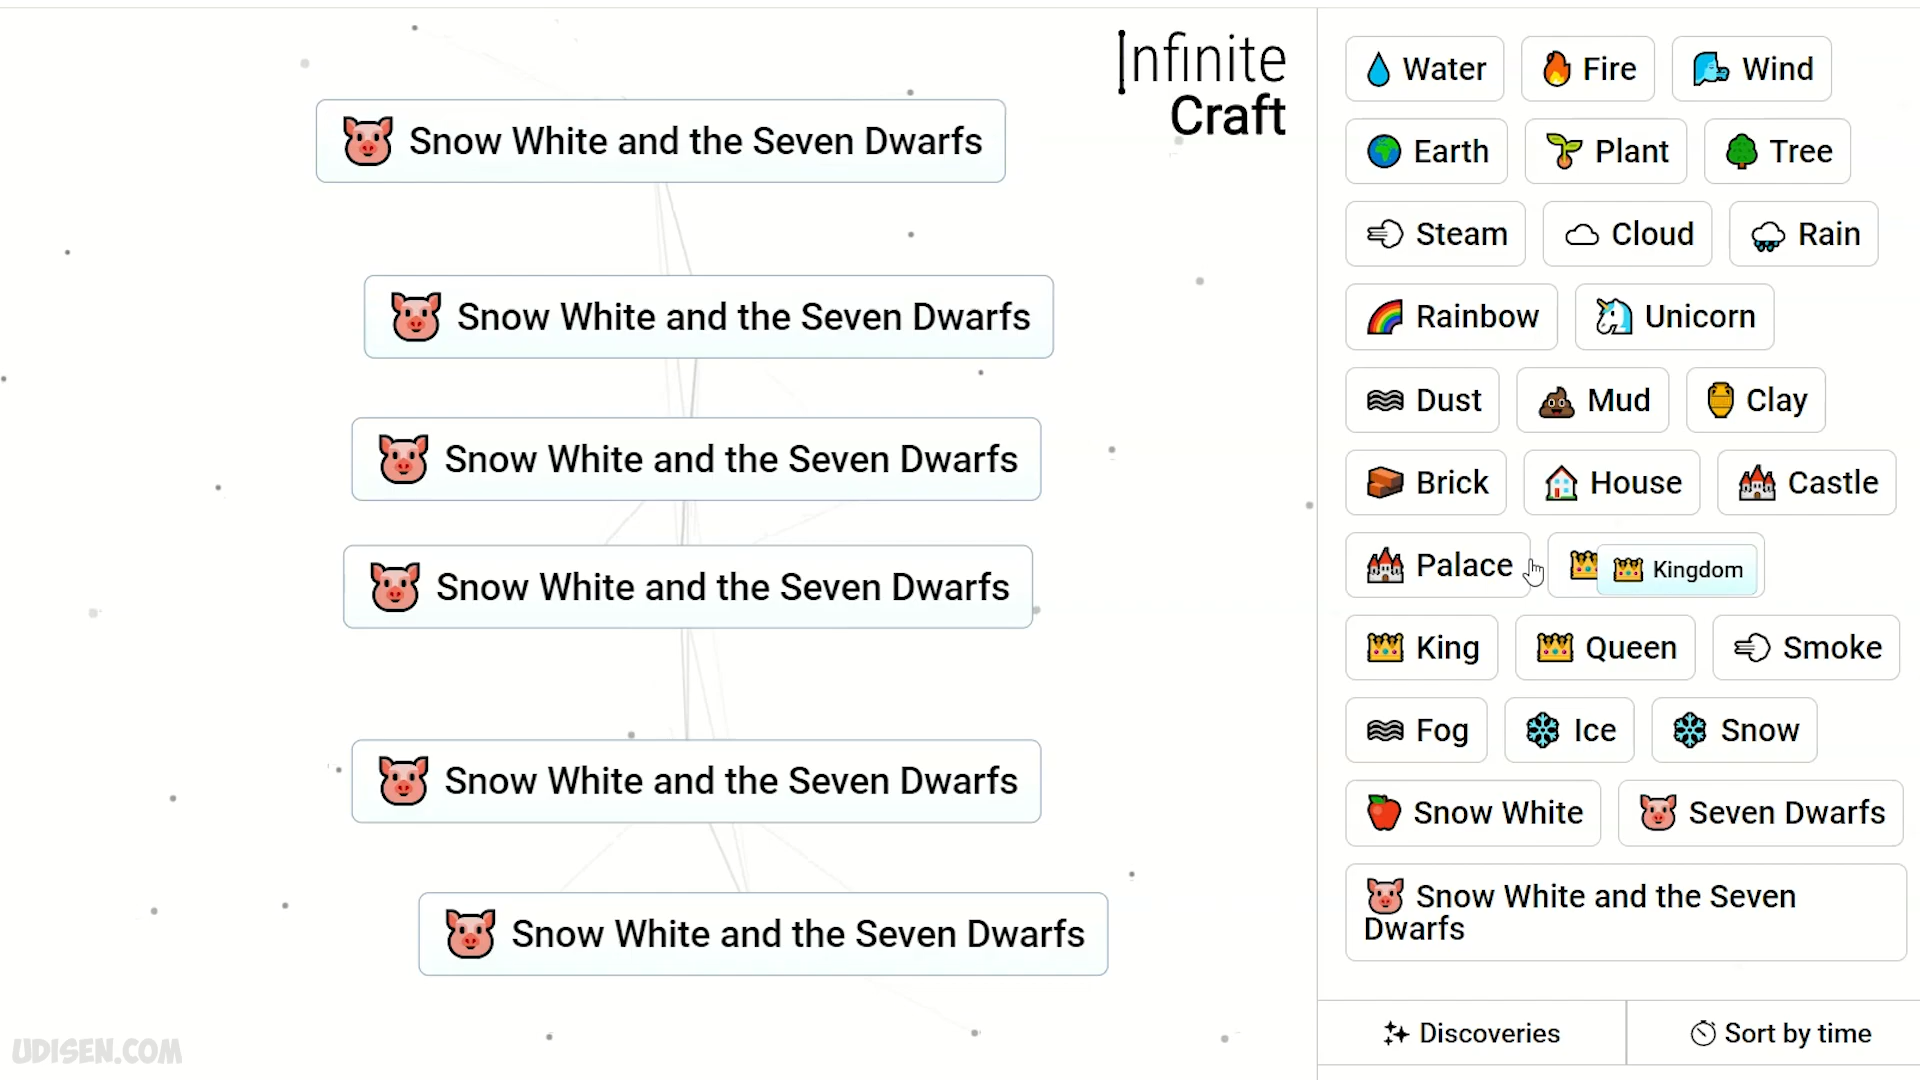 Infinite
Craft
Snow White and the Seven Dwarfs
Snow White and the Seven Dwarfs
Snow White and the Seven Dwarfs
Snow White and the Seven Dwarfs
Snow White and the Seven Dwarfs
Snow White and the Seven Dwarfs
UDISEN.COM
Water Fire Wind
Earth Plant Tree
Steam Cloud Rain
Rainbow Unicorn
Dust Mud Clay
Brick House Castle
Palace Kingdom
King Queen Smoke
Fog Ice Snow
Snow White Seven Dwarfs
Snow White and the Seven
Dwarfs
Discoveries Sort by time